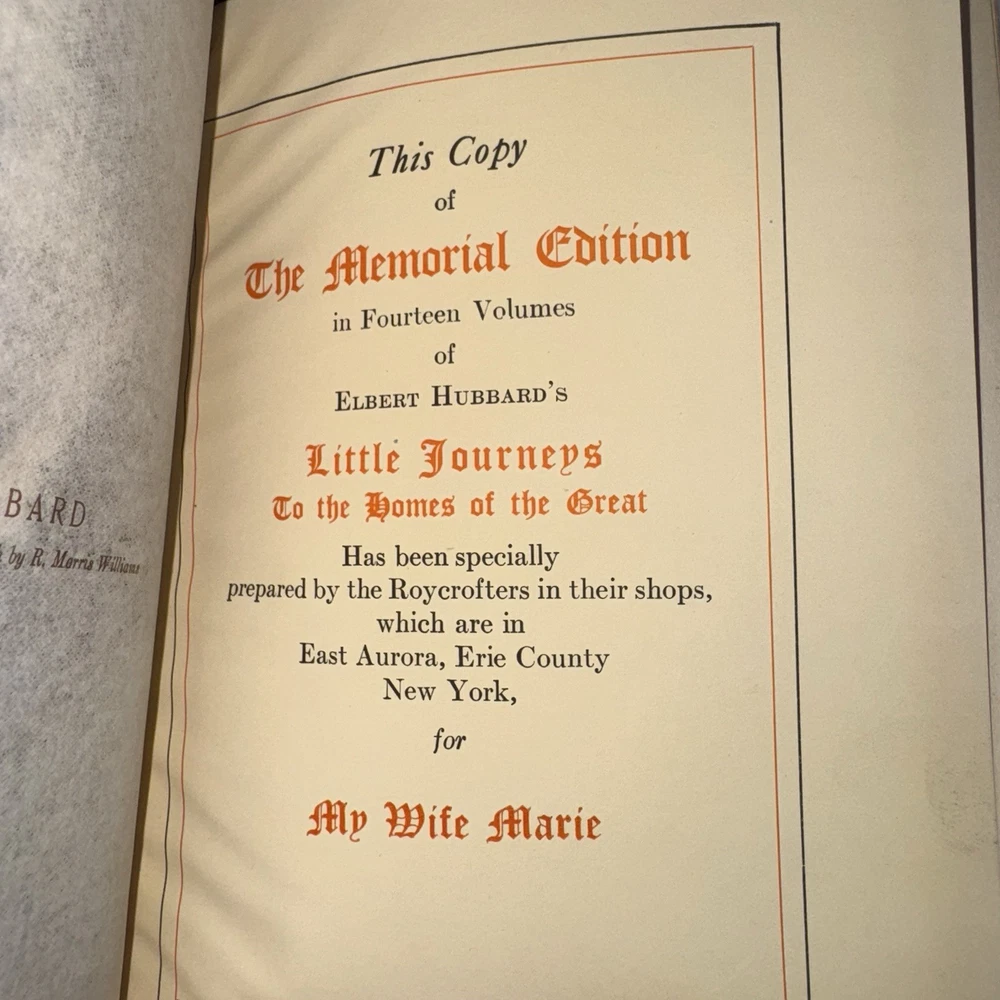 BARD
by R. Morris Williams
This Copy
of
The Memorial Edition
in Fourteen Volumes
of
ELBERT HUBBARD'S
Little Journeys
To the Homes of the Great
Has been specially
prepared by the Roycrofters in their shops,
which are in
East Aurora, Erie County
New York,
for
My Wife Marie